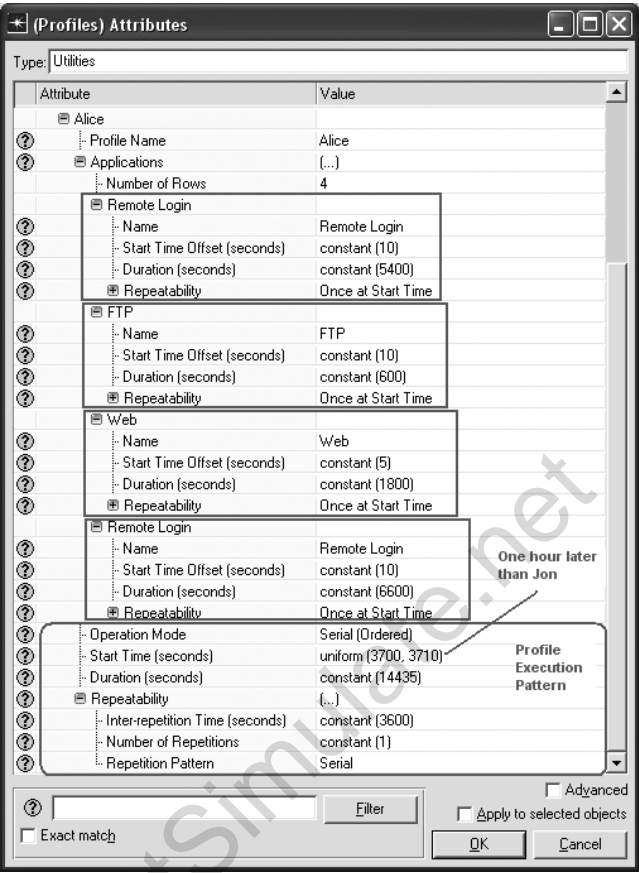 (Profiles) Attributes
Type: Utilities
Attribute Value
Alice
Profile Name Alice
Applications (...)
Number of Rows 4
Remote Login
Name Remote Login
Start Time Offset (seconds) constant (10)
Duration (seconds) constant (5400)
Repeatability Once at Start Time
FTP
Name FTP
Start Time Offset (seconds) constant (10)
Duration (seconds) constant (600)
Repeatability Once at Start Time
Web
Name Web
Start Time Offset (seconds) constant (5)
Duration (seconds) constant (1800)
Repeatability Once at Start Time
Remote Login
Name Remote Login
Start Time Offset (seconds) constant (10)
Duration (seconds) constant (6600)
Repeatability Once at Start Time
One hour later
than Jon
Operation Mode Serial (Ordered)
Start Time (seconds) uniform (3700, 3710)
Duration (seconds) constant (14435)
Repeatability (...)
Inter-repetition Time (seconds) constant (3600)
Number of Repetitions constant (1)
Repetition Pattern Serial
Profile
Execution
Pattern
Advanced
Filter
Apply to selected objects
Exact match
OK Cancel
tSimulate.net